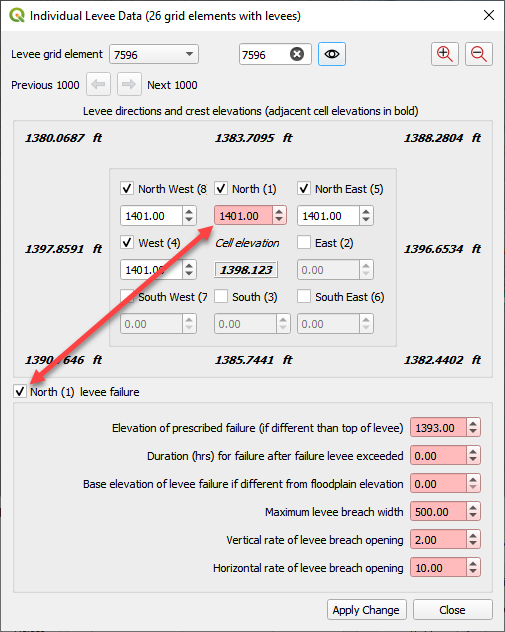 Individual Levee Data (26 grid elements with levees)
Levee grid element 7596 7596
Previous 1000 Next 1000
Levee directions and crest elevations (adjacent cell elevations in bold)
1380.0687 ft 1383.7095 ft 1388.2804 ft
North West (8 North (1) North East (5)
1401.00 1401.00 1401.00
1397.8591 ft West (4) Cell elevation East (2) 1396.6534 ft
1401.00 1398.123 0.00
South West (7 South (3) South East (6)
0.00 0.00 0.00
ft 1385.7441 ft 1382.4402 ft
North (1) levee failure
Elevation of prescribed failure (if different than top of levee) 1393.00
Duration (hrs) for failure after failure levee exceeded 0.00
Base elevation of levee failure if different from floodplain elevation 0.00
Maximum levee breach width 500.00
Vertical rate of levee breach opening 2.00
Horizontal rate of levee breach opening 10.00
Apply Change Close